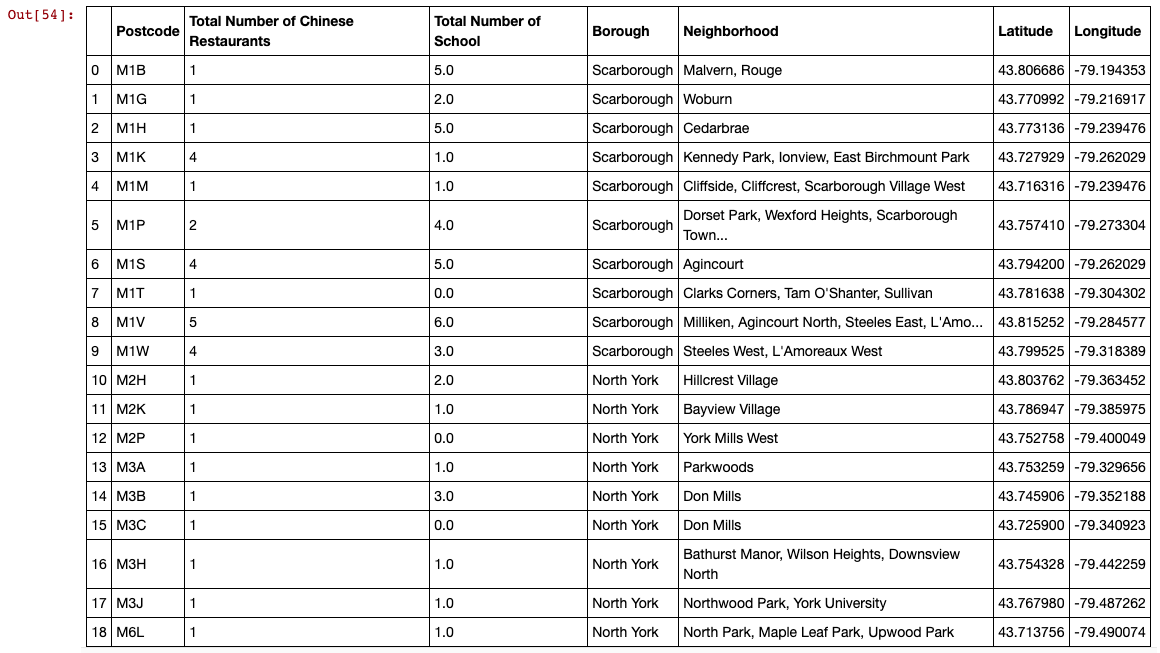 Out[54]:
Postcode Total Number of Chinese Restaurants Total Number of School Borough Neighborhood Latitude Longitude
0 M1B 1 5.0 Scarborough Malvern, Rouge 43.806686 -79.194353
1 M1G 1 2.0 Scarborough Woburn 43.770992 -79.216917
2 M1H 1 5.0 Scarborough Cedarbrae 43.773136 -79.239476
3 M1K 4 1.0 Scarborough Kennedy Park, Ionview, East Birchmount Park 43.727929 -79.262029
4 M1M 1 1.0 Scarborough Cliffside, Cliffcrest, Scarborough Village West 43.716316 -79.239476
5 M1P 2 4.0 Scarborough Dorset Park, Wexford Heights, Scarborough Town... 43.757410 -79.273304
6 M1S 4 5.0 Scarborough Agincourt 43.794200 -79.262029
7 M1T 1 0.0 Scarborough Clarks Corners, Tam O'Shanter, Sullivan 43.781638 -79.304302
8 M1V 5 6.0 Scarborough Milliken, Agincourt North, Steeles East, L'Amo... 43.815252 -79.284577
9 M1W 4 3.0 Scarborough Steeles West, L'Amoreaux West 43.799525 -79.318389
10 M2H 1 2.0 North York Hillcrest Village 43.803762 -79.363452
11 M2K 1 1.0 North York Bayview Village 43.786947 -79.385975
12 M2P 1 0.0 North York York Mills West 43.752758 -79.400049
13 M3A 1 1.0 North York Parkwoods 43.753259 -79.329656
14 M3B 1 3.0 North York Don Mills 43.745906 -79.352188
15 M3C 1 0.0 North York Don Mills 43.725900 -79.340923
16 M3H 1 1.0 North York Bathurst Manor, Wilson Heights, Downsview North 43.754328 -79.442259
17 M3J 1 1.0 North York Northwood Park, York University 43.767980 -79.487262
18 M6L 1 1.0 North York North Park, Maple Leaf Park, Upwood Park 43.713756 -79.490074